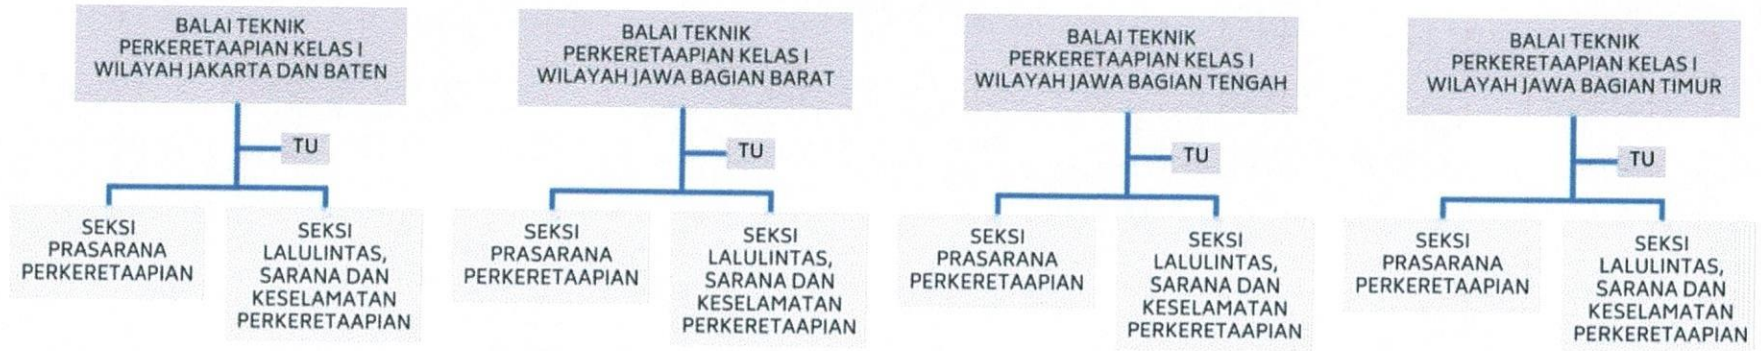 BALAI TEKNIK
PERKERETAAPIAN KELAS I
WILAYAH JAKARTA DAN BATEN
TU
SEKSI
PRASARANA
PERKERETAAPIAN
SEKSI
LALULINTAS,
SARANA DAN
KESELAMATAN
PERKERETAAPIAN
BALAI TEKNIK
PERKERETAAPIAN KELAS I
WILAYAH JAWA BAGIAN BARAT
TU
SEKSI
PRASARANA
PERKERETAAPIAN
SEKSI
LALULINTAS,
SARANA DAN
KESELAMATAN
PERKERETAAPIAN
BALAI TEKNIK
PERKERETAAPIAN KELAS I
WILAYAH JAWA BAGIAN TENGAH
TU
SEKSI
PRASARANA
PERKERETAAPIAN
SEKSI
LALULINTAS,
SARANA DAN
KESELAMATAN
PERKERETAAPIAN
BALAI TEKNIK
PERKERETAAPIAN KELAS I
WILAYAH JAWA BAGIAN TIMUR
TU
SEKSI
PRASARANA
PERKERETAAPIAN
SEKSI
LALULINTAS,
SARANA DAN
KESELAMATAN
PERKERETAAPIAN